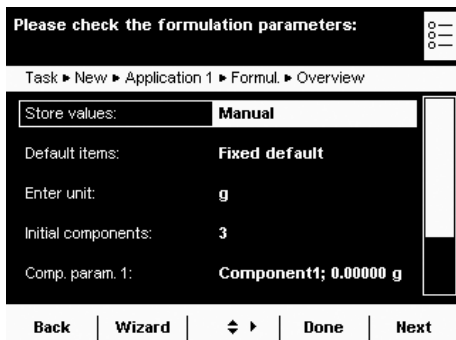 Please check the formulation parameters:
Task ▸ New ▸ Application 1 ▸ Formul. ▸ Overview
Store values: Manual
Default items: Fixed default
Enter unit: g
Initial components: 3
Comp. param. 1: Component1; 0.00000 g
Back Wizard Done Next